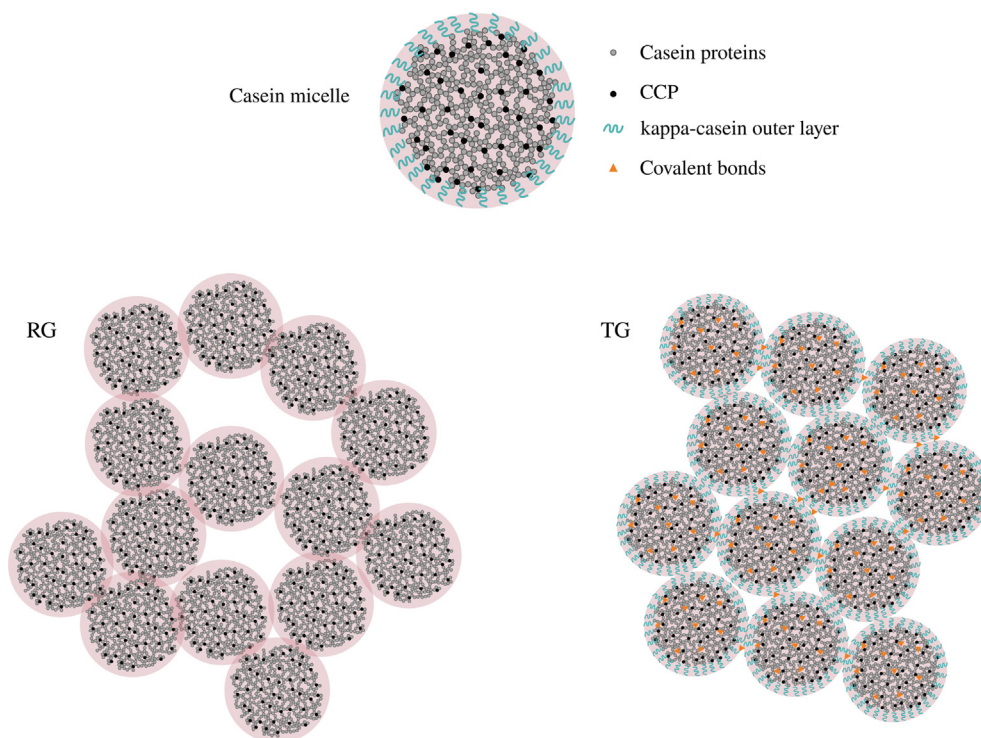 Casein micelle
Casein proteins
CCP
kappa-casein outer layer
Covalent bonds
RG
TG